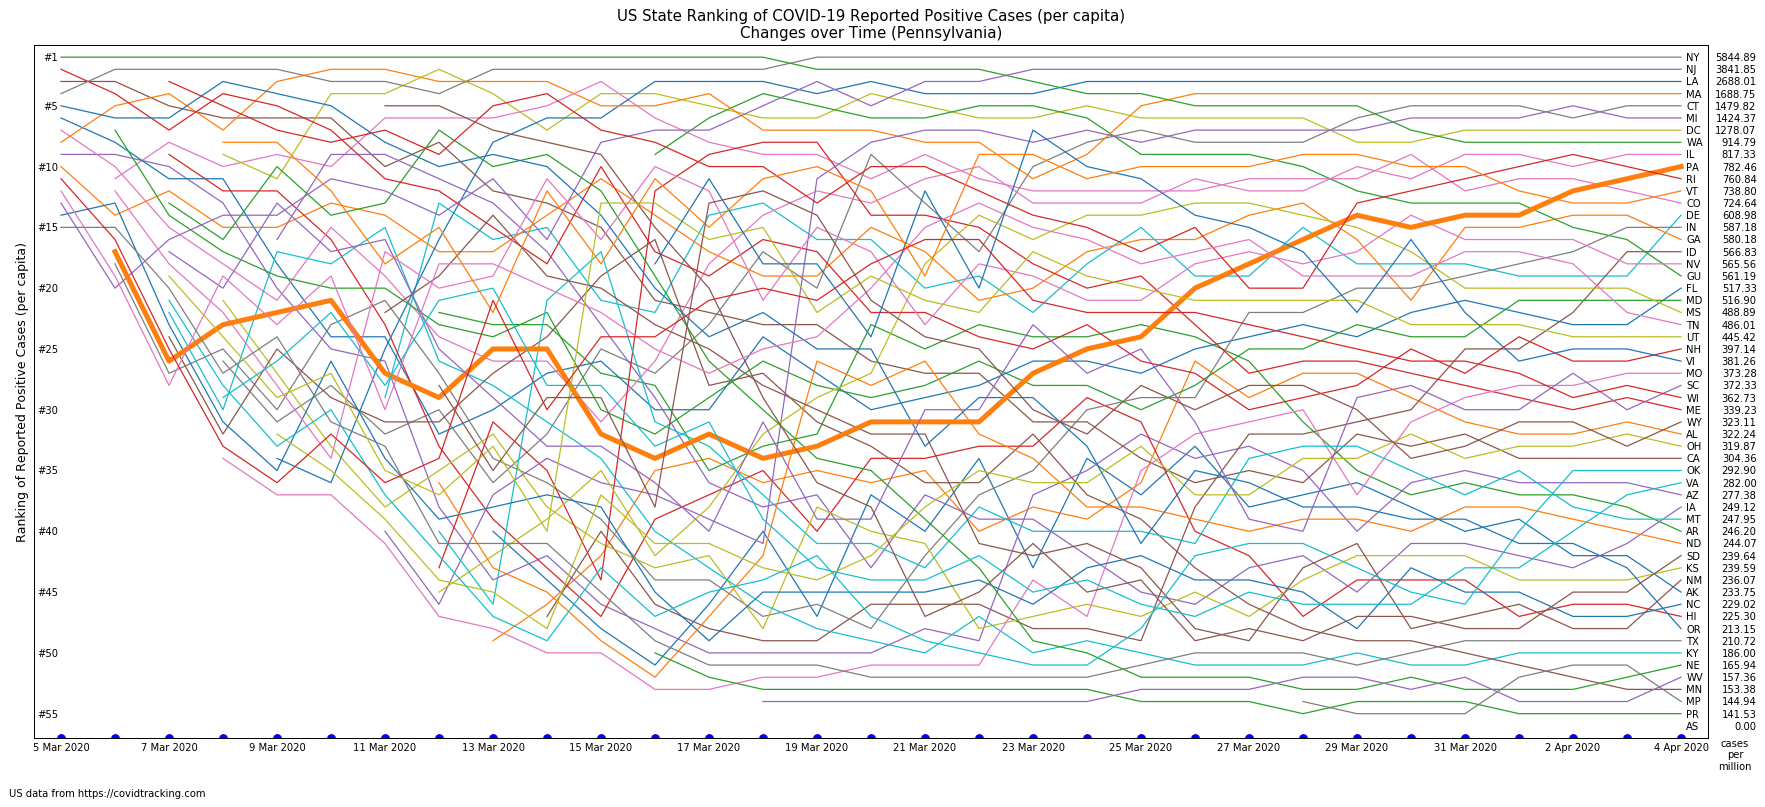 US State Ranking of COVID-19 Reported Positive Cases (per capita)
Changes over Time (Pennsylvania)
Ranking of Reported Positive Cases (per capita)
#1
#5
#10
#15
#20
#25
#30
#35
#40
#45
#50
#55
NY 5844.89
NJ 3841.85
LA 2688.01
MA 1688.75
CT 1479.82
MI 1424.37
DC 1278.07
WA 914.79
IL 817.33
PA 782.46
RI 760.84
VT 738.80
CO 724.64
DE 608.98
IN 587.18
GA 580.18
ID 566.83
NV 565.56
GU 561.19
FL 517.33
MD 516.90
MS 488.89
TN 486.01
UT 445.42
NH 397.14
VI 381.26
MO 373.28
SC 372.33
WI 362.73
ME 339.23
WY 323.11
AL 322.24
OH 319.87
CA 304.36
OK 292.90
VA 282.00
AZ 277.38
IA 249.12
MT 247.95
AR 246.20
ND 244.07
SD 239.64
KS 239.59
NM 236.07
AK 233.75
NC 229.02
HI 225.30
OR 213.15
TX 210.72
KY 186.00
NE 165.94
WV 157.36
MN 153.38
MP 144.94
PR 141.53
AS 0.00
5 Mar 2020 7 Mar 2020 9 Mar 2020 11 Mar 2020 13 Mar 2020 15 Mar 2020 17 Mar 2020 19 Mar 2020 21 Mar 2020 23 Mar 2020 25 Mar 2020 27 Mar 2020 29 Mar 2020 31 Mar 2020 2 Apr 2020 4 Apr 2020
cases
per
million
US data from https://covidtracking.com